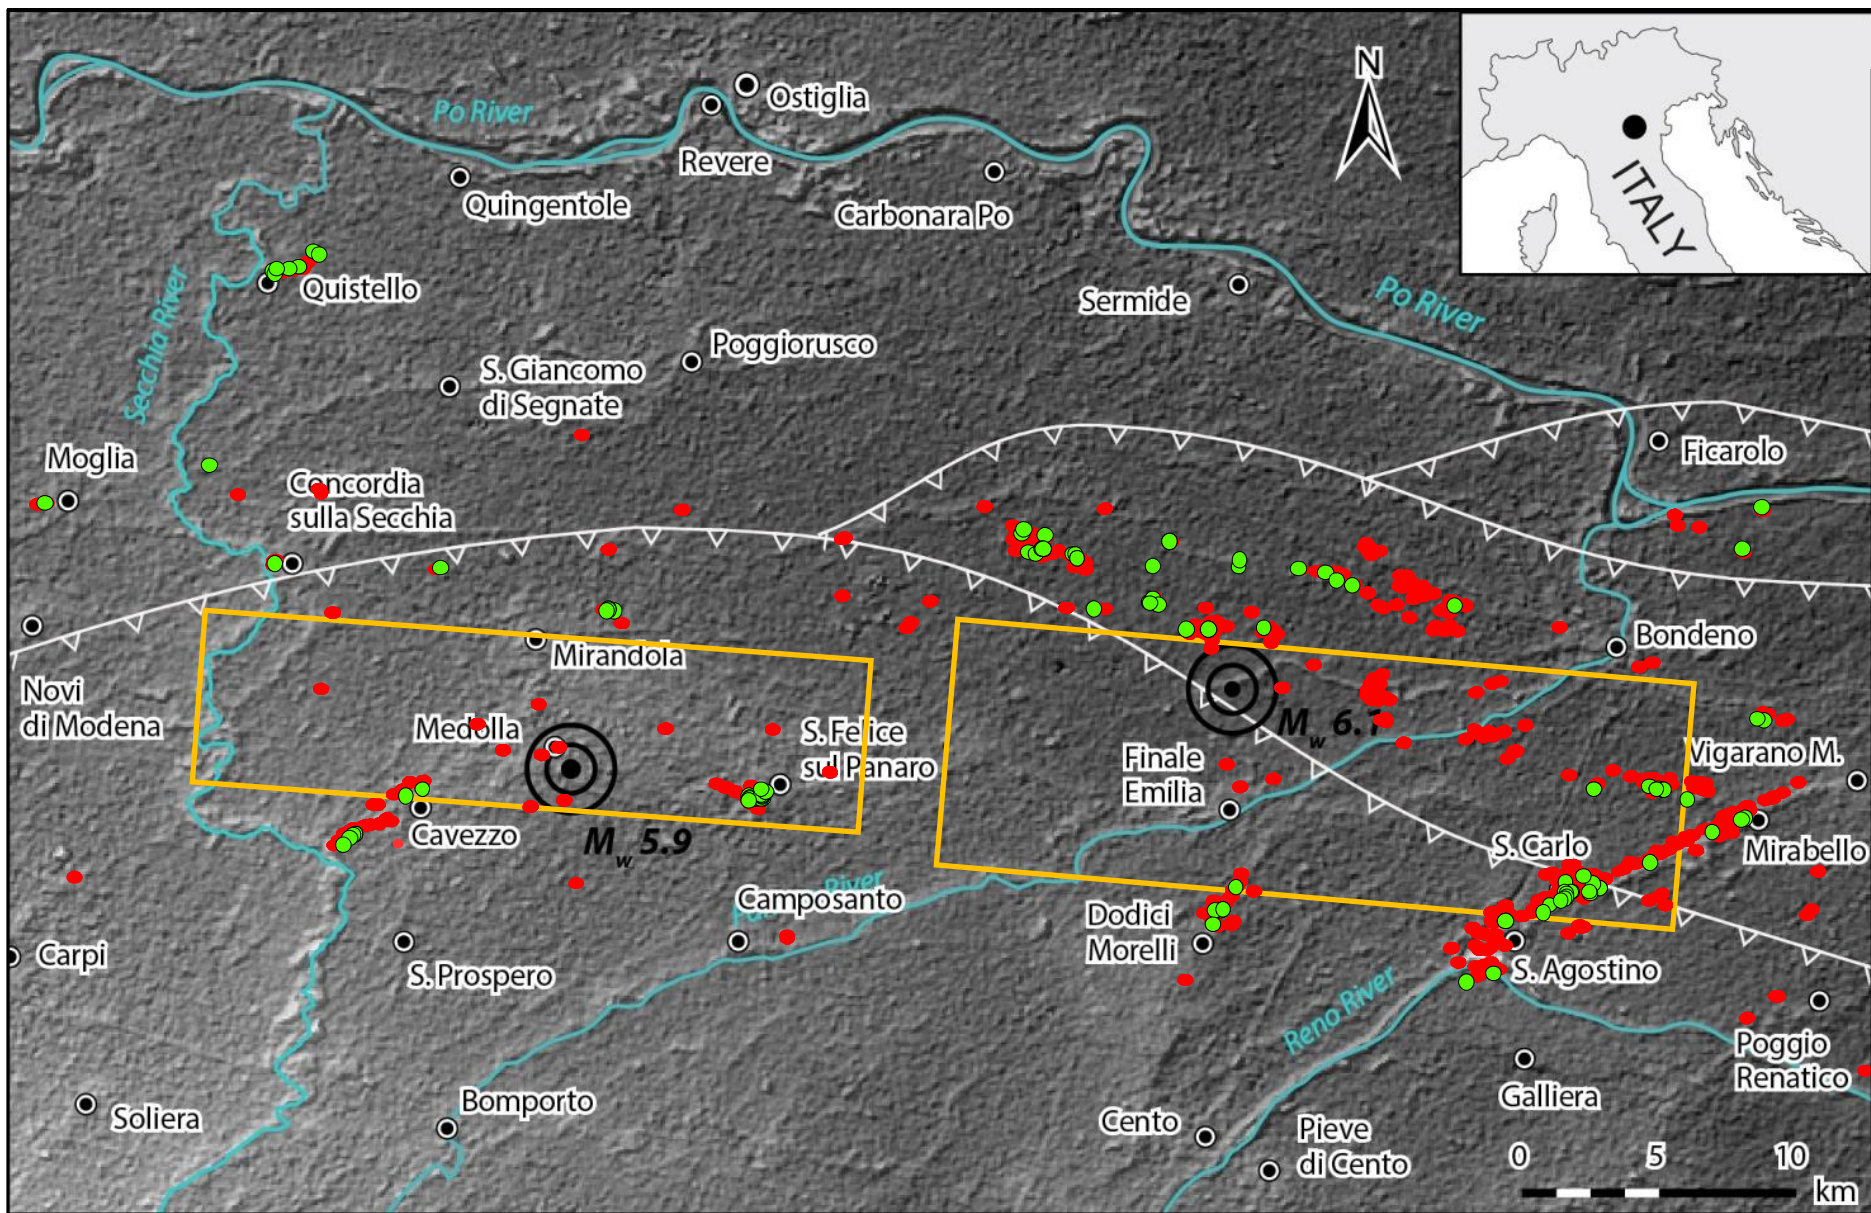 N
ITALY
Po River
Ostiglia
Revere
Quingentole
Carbonara Po
Quistello
Sermide
Po River
Secchia River
Poggiorusco
S. Giancomo
di Segnate
Moglia
Concordia
sulla Secchia
Ficarolo
Bondeno
Mirandola
Novi
di Modena
Medolla
S. Felice
sul Panaro
Mw 6.1
Finale
Emilia
Vigarano M.
Cavezzo
Mw 5.9
S. Carlo
Mirabello
Camposanto
River
Dodici
Morelli
Carpi
S. Prospero
S. Agostino
Reno River
Poggio
Renatico
Galliera
Soliera
Bomporto
Cento
Pieve
di Cento
0 5 10
km